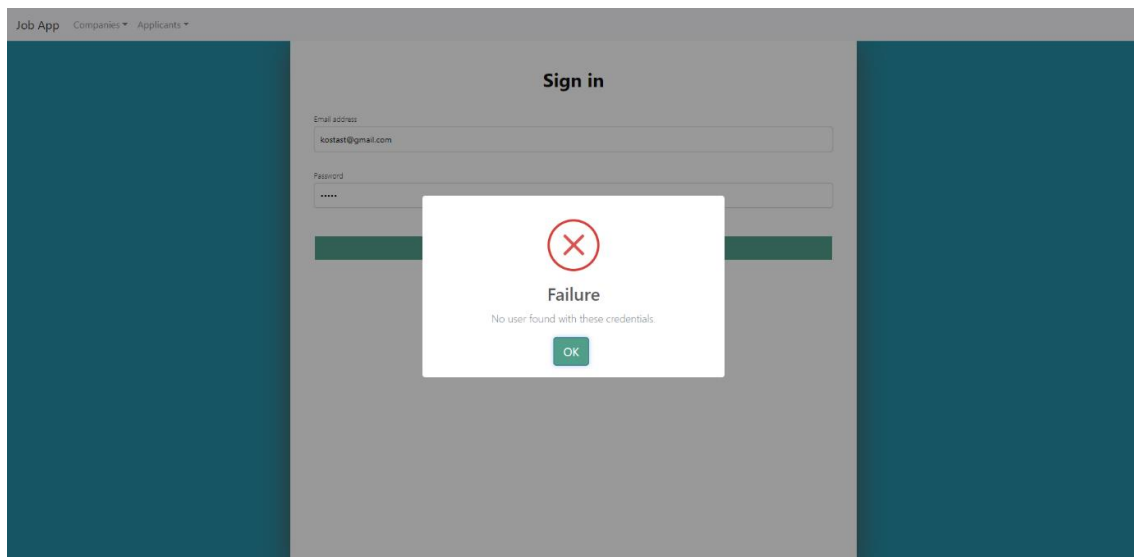 Job App Companies Applicants
Sign in
Email address
kostast@gmail.com
Password
•••••
Failure
No user found with these credentials.
OK